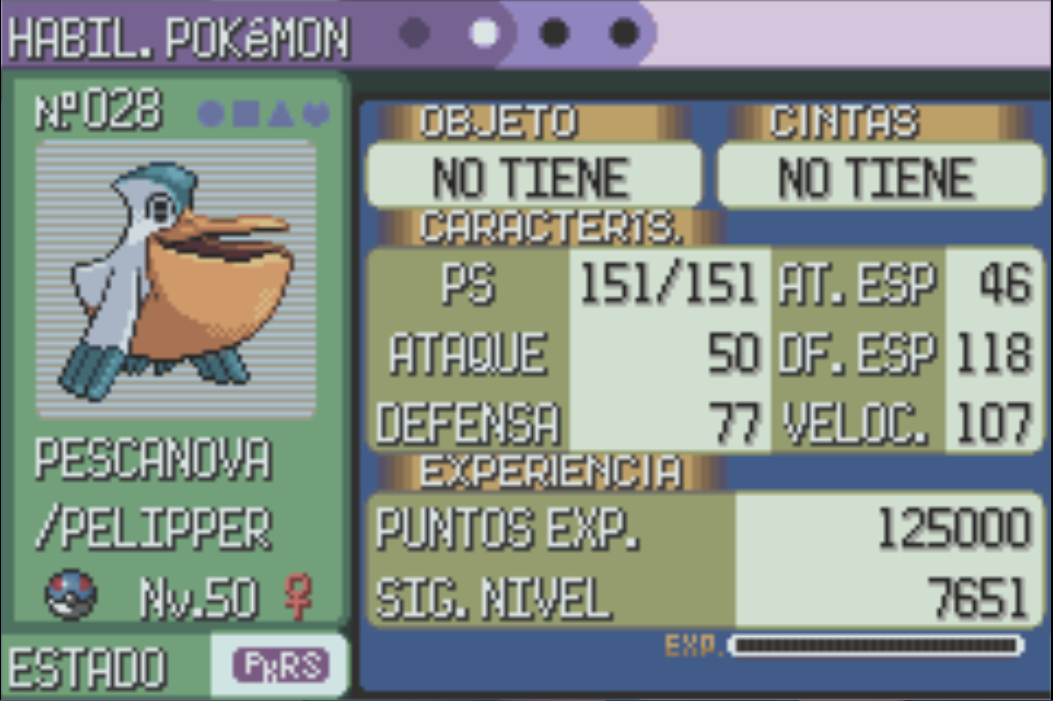 HABIL. POKéMON
Nº028
OBJETO CINTAS
NO TIENE NO TIENE
CARACTERíS.
PS 151/151 AT. ESP 46
ATAQUE 50 DF. ESP 118
DEFENSA 77 VELOC. 107
PESCANOVA
/PELIPPER
Nv.50 ♀
EXPERIENCIA
PUNTOS EXP. 125000
SIG. NIVEL 7651
EXP.
ESTADO PKRS